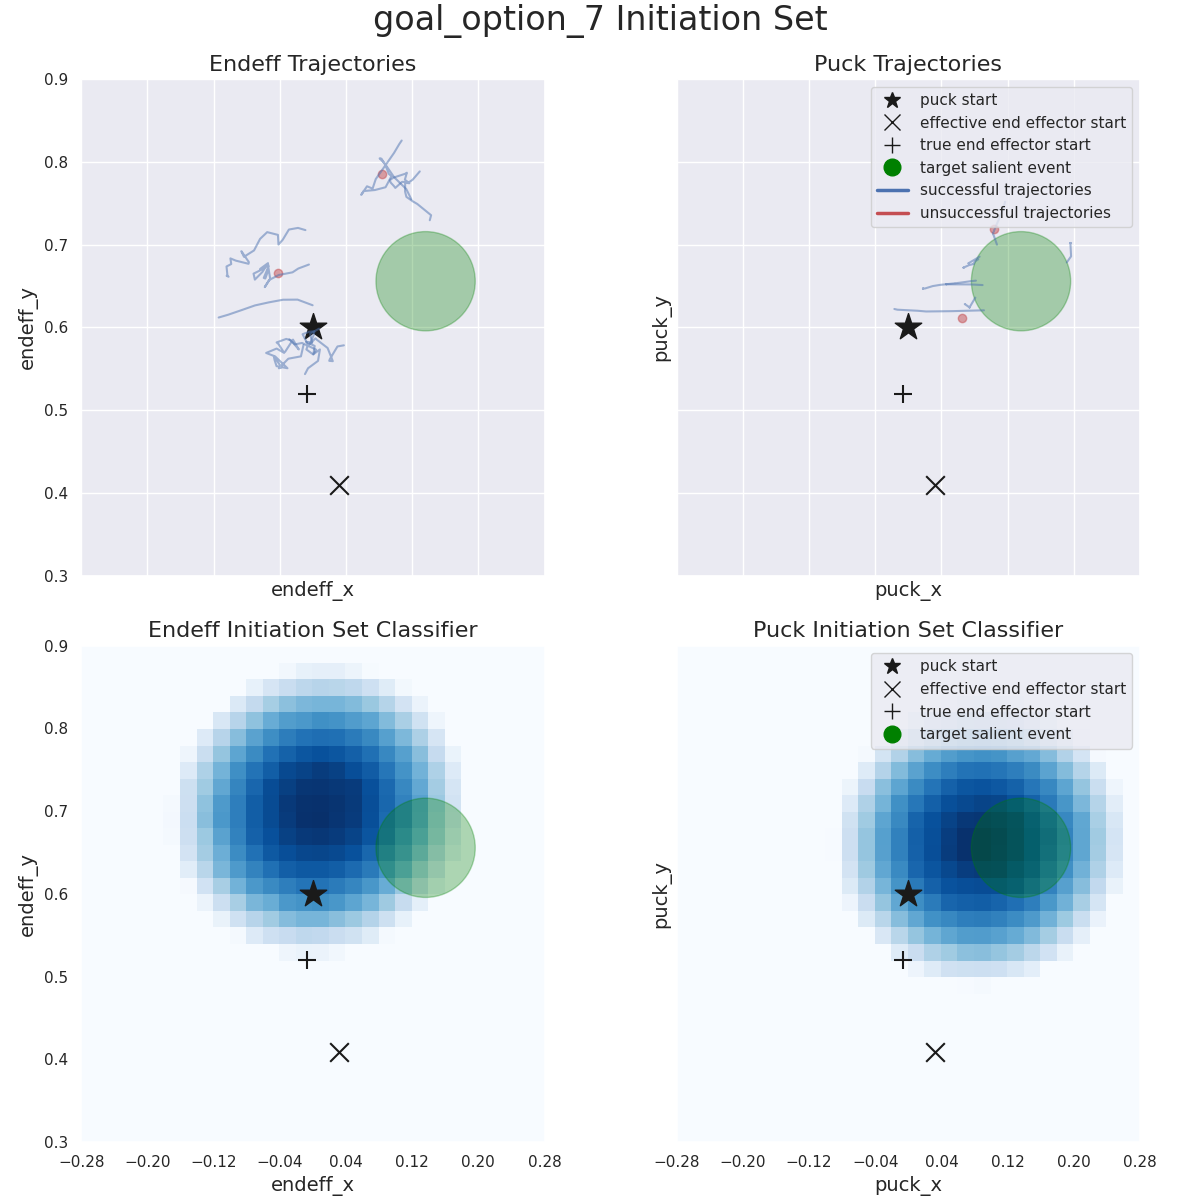 goal_option_7 Initiation Set
Endeff Trajectories
0.9
0.8
0.7
0.6
0.5
0.4
0.3
endeff_y
endeff_x
Puck Trajectories
puck start
effective end effector start
true end effector start
target salient event
successful trajectories
unsuccessful trajectories
puck_y
puck_x
Endeff Initiation Set Classifier
0.9
0.8
0.7
0.6
0.5
0.4
0.3
endeff_y
−0.28 −0.20 −0.12 −0.04 0.04 0.12 0.20 0.28
endeff_x
Puck Initiation Set Classifier
puck start
effective end effector start
true end effector start
target salient event
puck_y
−0.28 −0.20 −0.12 −0.04 0.04 0.12 0.20 0.28
puck_x